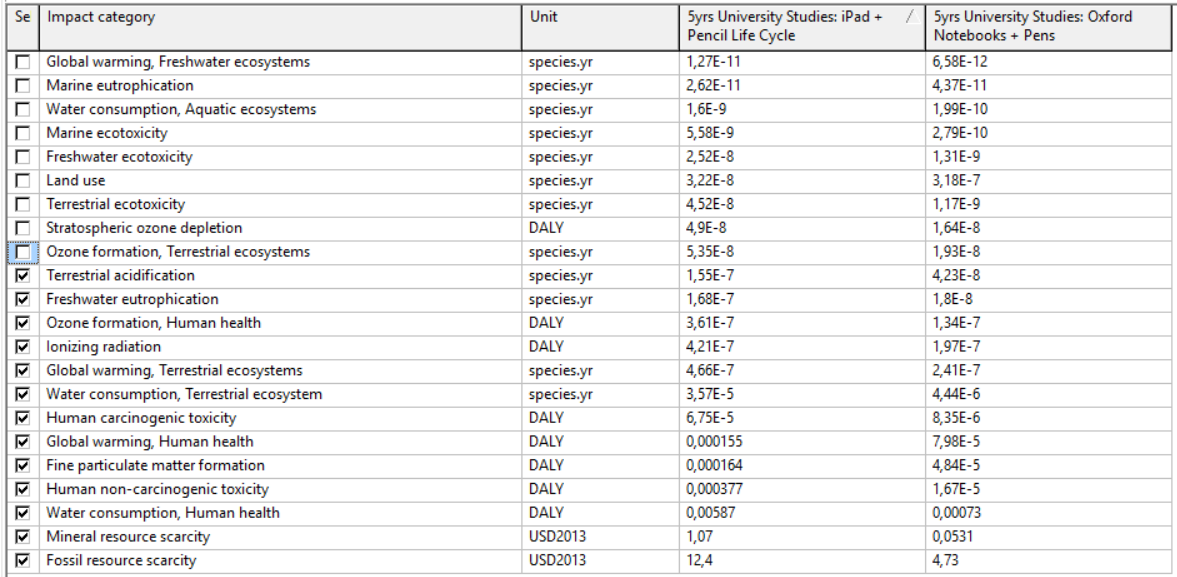 Se Impact category Unit 5yrs University Studies: iPad + Pencil Life Cycle 5yrs University Studies: Oxford Notebooks + Pens
Global warming, Freshwater ecosystems species.yr 1,27E-11 6,58E-12
Marine eutrophication species.yr 2,62E-11 4,37E-11
Water consumption, Aquatic ecosystems species.yr 1,6E-9 1,99E-10
Marine ecotoxicity species.yr 5,58E-9 2,79E-10
Freshwater ecotoxicity species.yr 2,52E-8 1,31E-9
Land use species.yr 3,22E-8 3,18E-7
Terrestrial ecotoxicity species.yr 4,52E-8 1,17E-9
Stratospheric ozone depletion DALY 4,9E-8 1,64E-8
Ozone formation, Terrestrial ecosystems species.yr 5,35E-8 1,93E-8
Terrestrial acidification species.yr 1,55E-7 4,23E-8
Freshwater eutrophication species.yr 1,68E-7 1,8E-8
Ozone formation, Human health DALY 3,61E-7 1,34E-7
Ionizing radiation DALY 4,21E-7 1,97E-7
Global warming, Terrestrial ecosystems species.yr 4,66E-7 2,41E-7
Water consumption, Terrestrial ecosystem species.yr 3,57E-5 4,44E-6
Human carcinogenic toxicity DALY 6,75E-5 8,35E-6
Global warming, Human health DALY 0,000155 7,98E-5
Fine particulate matter formation DALY 0,000164 4,84E-5
Human non-carcinogenic toxicity DALY 0,000377 1,67E-5
Water consumption, Human health DALY 0,00587 0,00073
Mineral resource scarcity USD2013 1,07 0,0531
Fossil resource scarcity USD2013 12,4 4,73